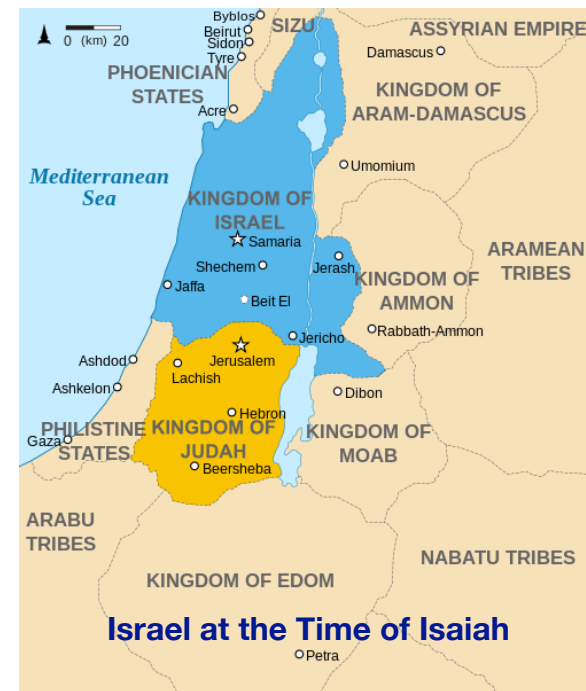 Byblos
SIZU
ASSYRIAN EMPIRE
0 (km) 20
Beirut
Sidon
Damascus
Tyre
PHOENICIAN
STATES
KINGDOM OF
ARAM-DAMASCUS
Acre
Umomium
Mediterranean
Sea
KINGDOM OF
ISRAEL
Samaria
ARAMEAN
TRIBES
Shechem
Jerash
KINGDOM OF
AMMON
Jaffa
Beit El
Rabbath-Ammon
Jericho
Ashdod
Jerusalem
Lachish
Ashkelon
Dibon
Hebron
PHILISTINE
STATES
KINGDOM OF
JUDAH
KINGDOM OF
MOAB
Gaza
Beersheba
ARABU
TRIBES
NABATU TRIBES
KINGDOM OF EDOM
Israel at the Time of Isaiah
Petra